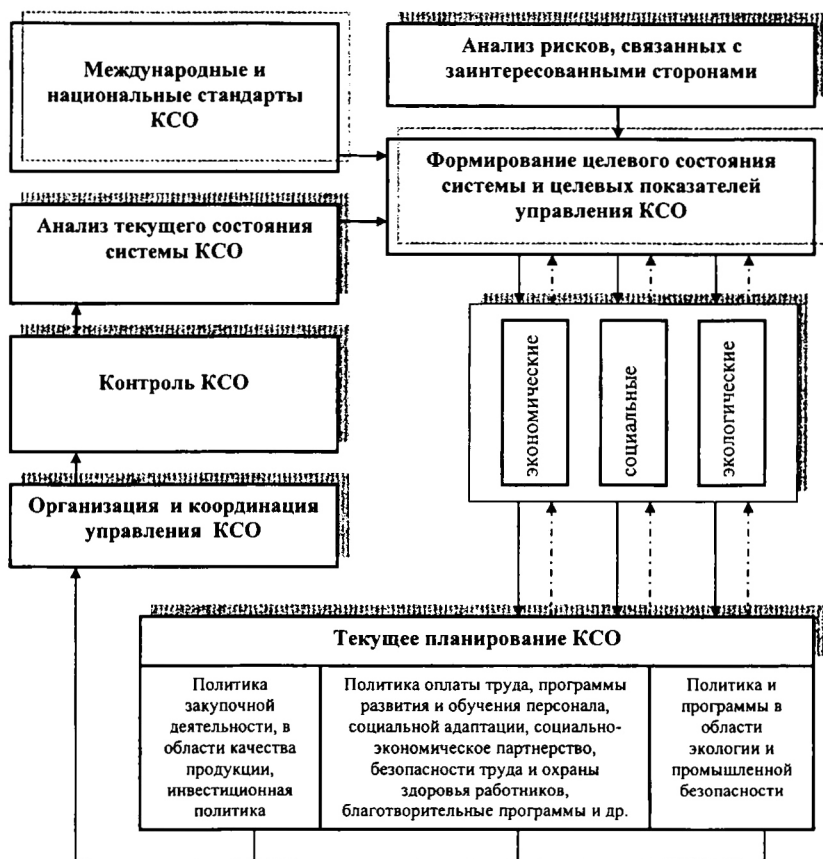 Международные и
национальные стандарты
КСО
Анализ рисков, связанных с
заинтересованными сторонами
Формирование целевого состояния
системы и целевых показателей
управления КСО
Анализ текущего состояния
системы КСО
Контроль КСО
экономические
социальные
экологические
Организация и координация
управления КСО
Текущее планирование КСО
Политика
закупочной
деятельности, в
области качества
продукции,
инвестиционная
политика
Политика оплаты труда, программы
развития и обучения персонала,
социальной адаптации, социально-
экономическое партнерство,
безопасности труда и охраны
здоровья работников,
благотворительные программы и др.
Политика и
программы в
области
экологии и
промышленной
безопасности